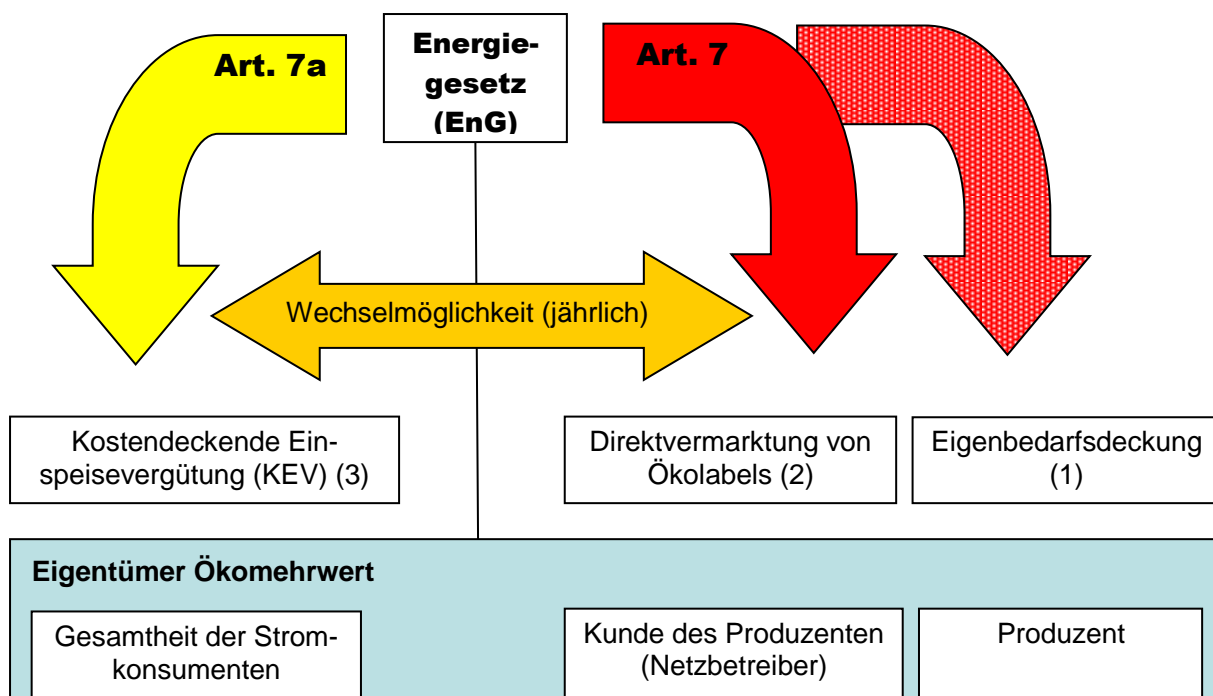 Art. 7a
Energie-
gesetz
(EnG)
Art. 7
Wechselmöglichkeit (jährlich)
Kostendeckende Ein-
speisevergütung (KEV) (3)
Direktvermarktung von
Ökolabels (2)
Eigenbedarfsdeckung
(1)
Eigentümer Ökomehrwert
Gesamtheit der Strom-
konsumenten
Kunde des Produzenten
(Netzbetreiber)
Produzent